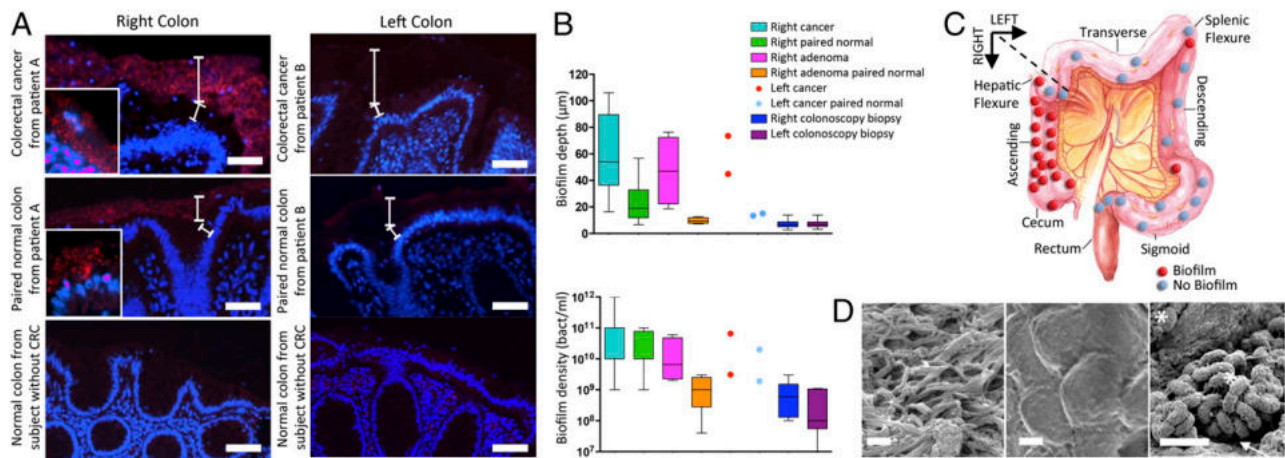 A
Right Colon
Left Colon
Colorectal cancer
from patient A
Colorectal cancer
from patient B
Paired normal colon
from patient A
Paired normal colon
from patient B
Normal colon from
subject without CRC
Normal colon from
subject without CRC
B
Right cancer
Right paired normal
Right adenoma
Right adenoma paired normal
Left cancer
Left cancer paired normal
Right colonoscopy biopsy
Left colonoscopy biopsy
Biofilm depth (µm)
120
100
80
60
40
20
0
Biofilm density (bact/ml)
10¹²
10¹¹
10¹⁰
10⁹
10⁸
10⁷
C
LEFT
RIGHT
Transverse
Splenic
Flexure
Hepatic
Flexure
Ascending
Descending
Cecum
Rectum
Sigmoid
Biofilm
No Biofilm
D
*
*